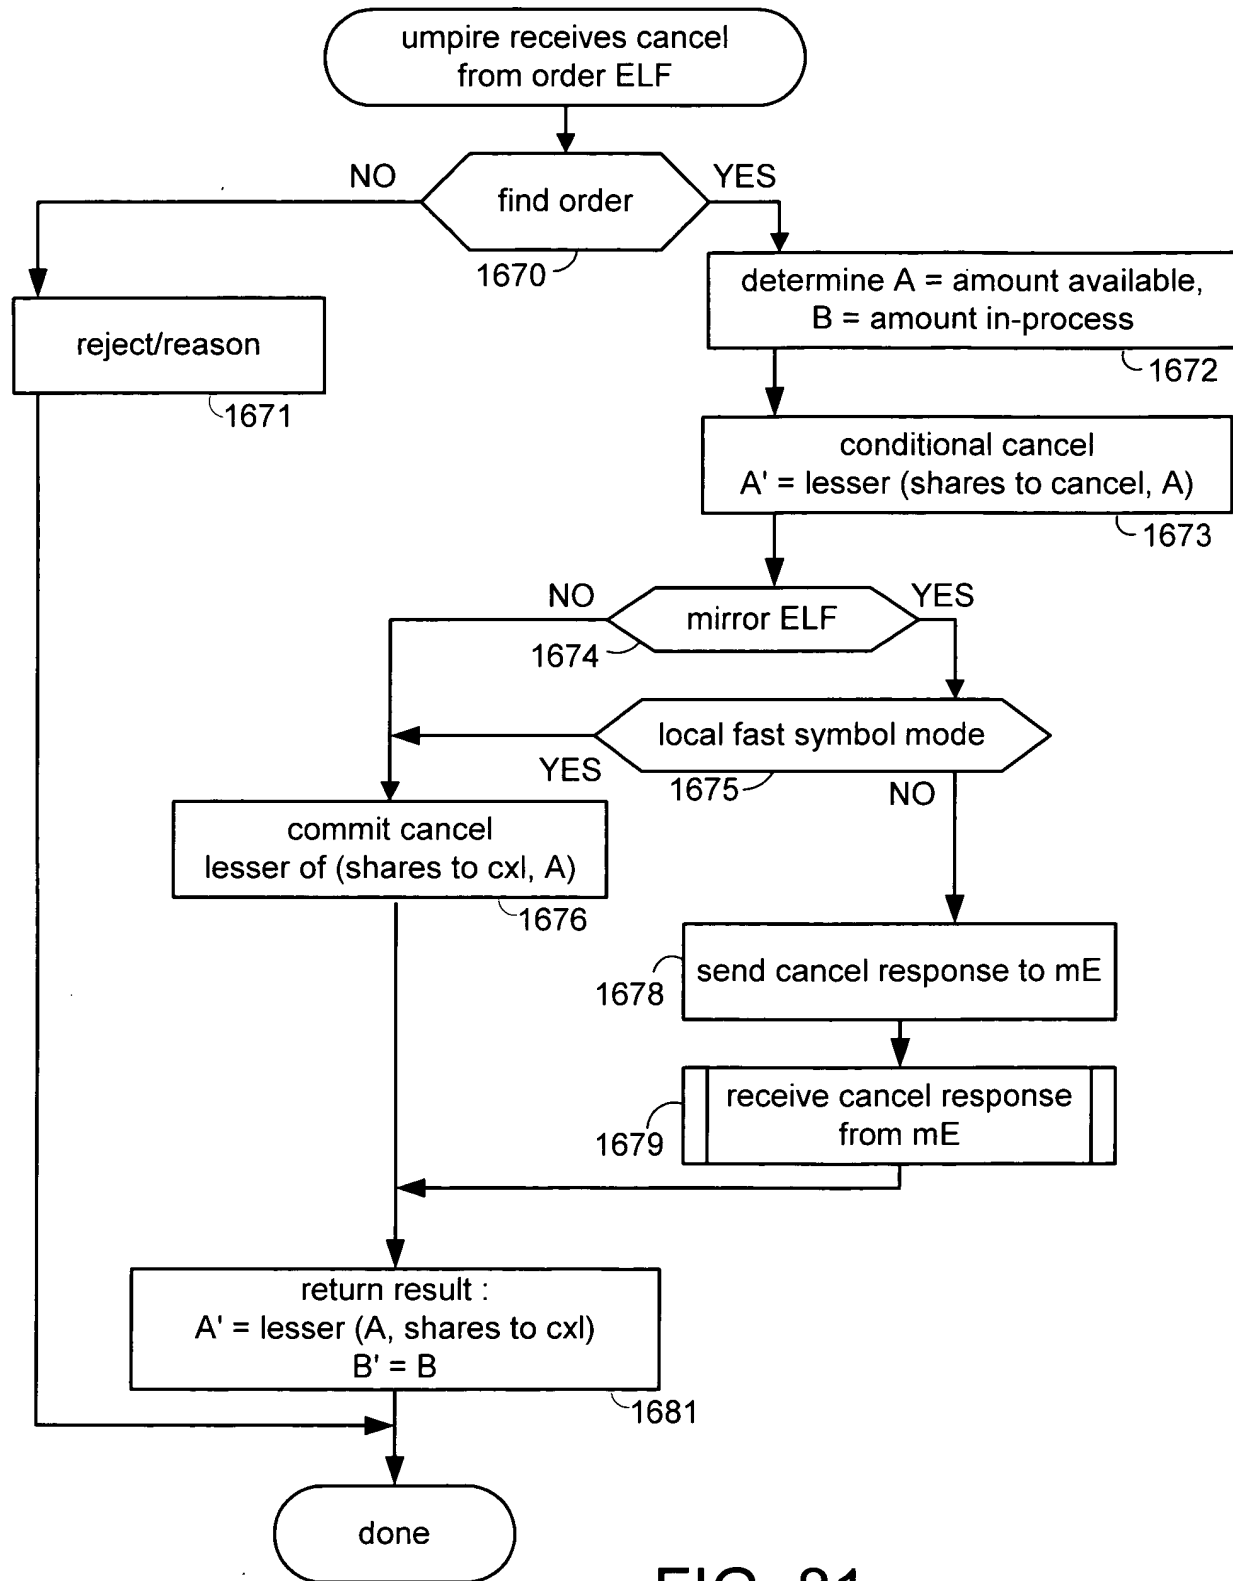 umpire receives cancel
from order ELF
NO
YES
find order
1670
determine A = amount available,
B = amount in-process
1672
reject/reason
1671
conditional cancel
A' = lesser (shares to cancel, A)
1673
NO
YES
mirror ELF
1674
local fast symbol mode
YES
1675
NO
commit cancel
lesser of (shares to cxl, A)
1676
send cancel response to mE
1678
receive cancel response
from mE
1679
return result :
A' = lesser (A, shares to cxl)
B' = B
1681
done
FIG. 81